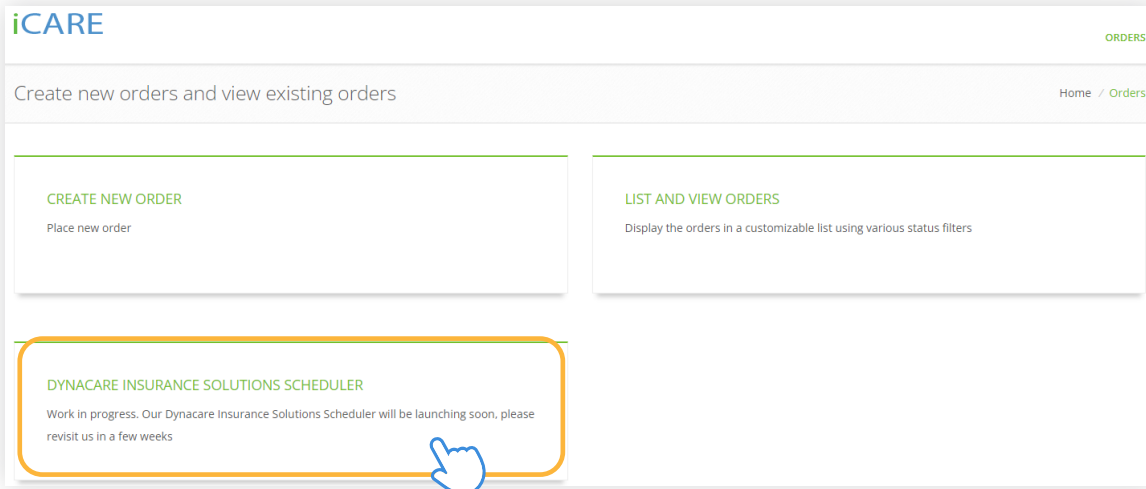 iCARE
ORDERS
Create new orders and view existing orders
Home / Orders
CREATE NEW ORDER
Place new order
LIST AND VIEW ORDERS
Display the orders in a customizable list using various status filters
DYNACARE INSURANCE SOLUTIONS SCHEDULER
Work in progress. Our Dynacare Insurance Solutions Scheduler will be launching soon, please
revisit us in a few weeks